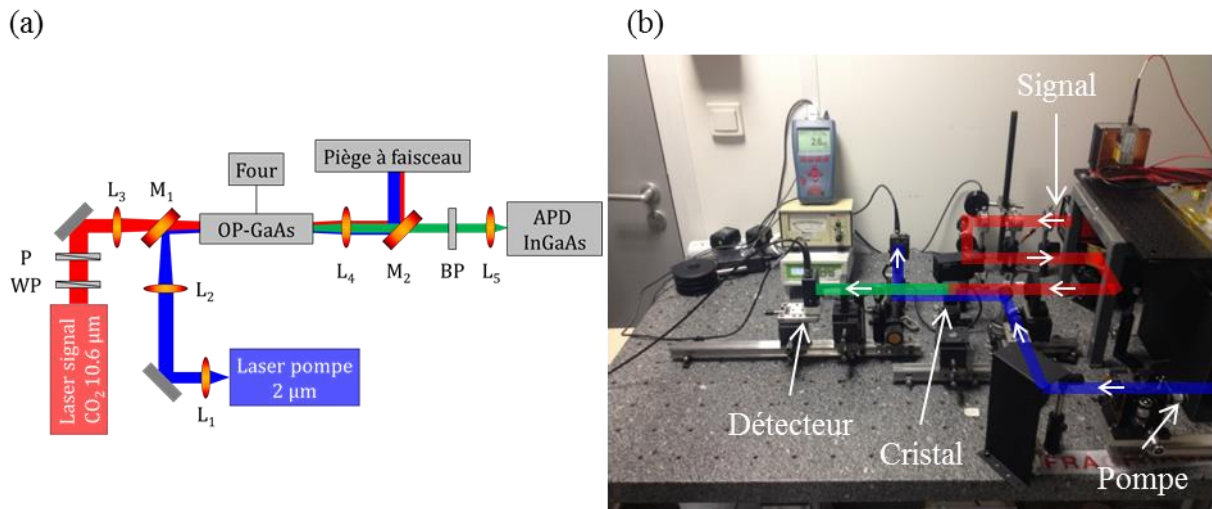 (a)
(b)
Piège à faisceau
Four
L3
M1
OP-GaAs
L4
M2
BP
L5
APD
InGaAs
P
WP
L2
Laser signal
CO2 10.6 µm
Laser pompe
2 µm
L1
Signal
Détecteur
Cristal
Pompe
FRA